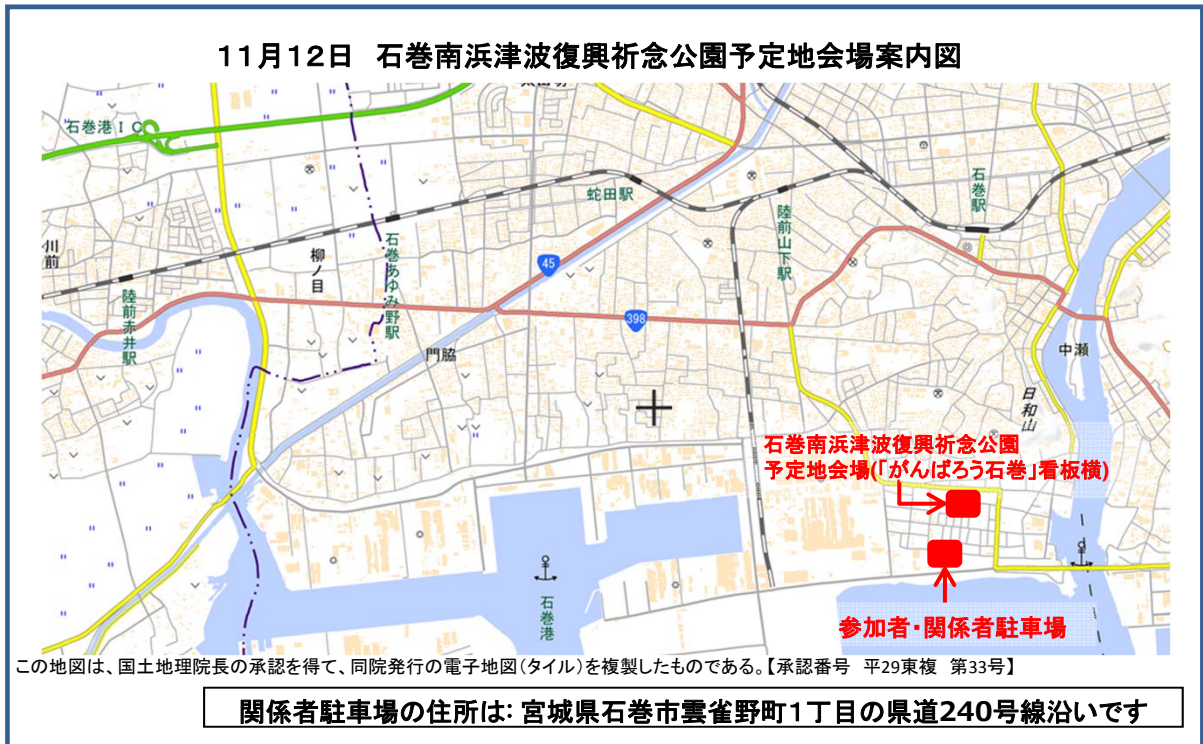 11月12日 石巻南浜津波復興祈念公園予定地会場案内図
石巻港IC
蛇田駅
石巻駅
陸前山下駅
川前
柳ノ目
石巻あゆみ野駅
45
陸前赤井駅
398
門脇
中瀬
日和山
石巻南浜津波復興祈念公園
予定地会場(「がんばろう石巻」看板横)
石巻港
参加者・関係者駐車場
この地図は、国土地理院長の承認を得て、同院発行の電子地図(タイル)を複製したものである。【承認番号 平29東複 第33号】
関係者駐車場の住所は: 宮城県石巻市雲雀野町1丁目の県道240号線沿いです